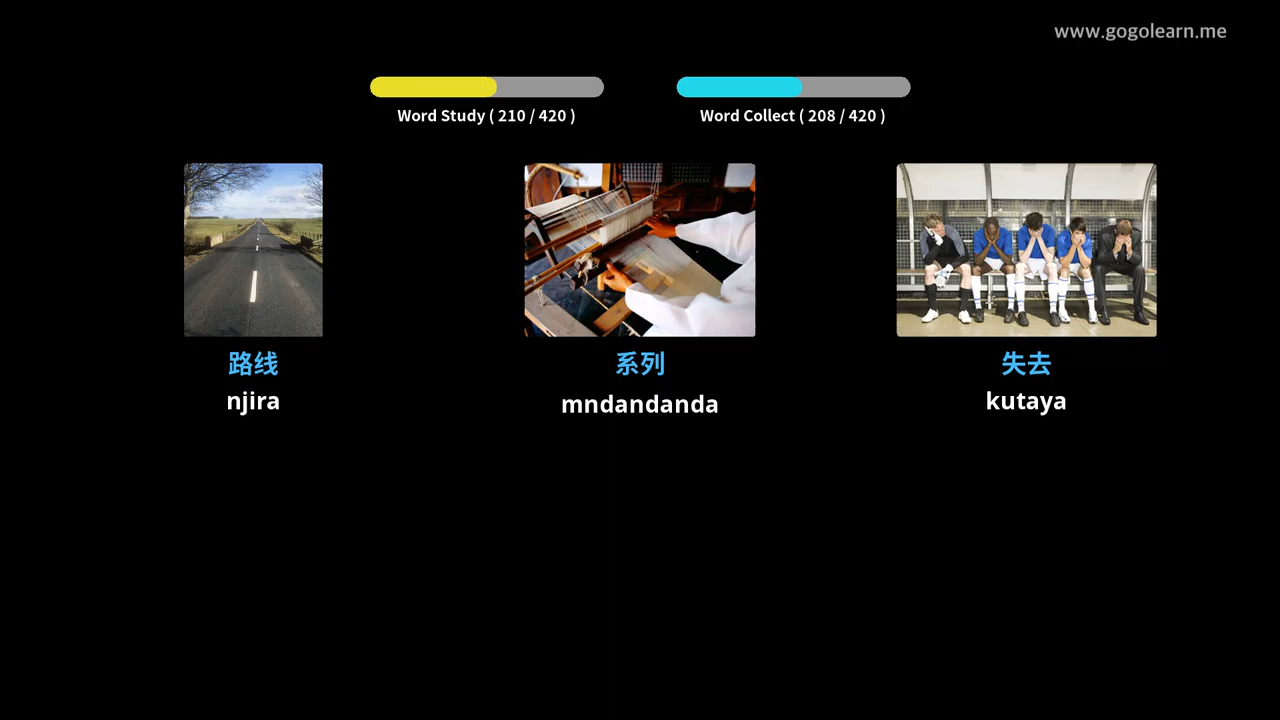 www.gogolearn.me
Word Study ( 210 / 420 )
Word Collect ( 208 / 420 )
路线
njira
系列
mndandanda
失去
kutaya